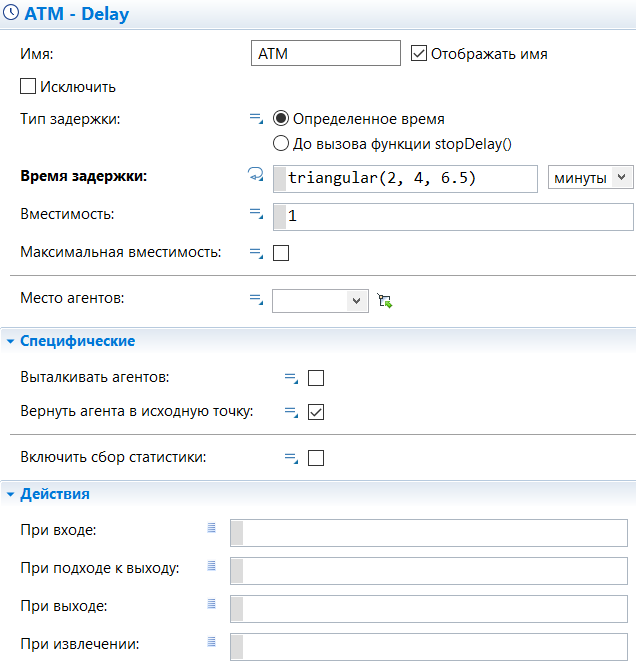 ATM - Delay
Имя:
ATM
Отображать имя
Исключить
Тип задержки:
Определенное время
До вызова функции stopDelay()
Время задержки:
triangular(2, 4, 6.5)
минуты
Вместимость:
1
Максимальная вместимость:
Место агентов:
Специфические
Выталкивать агентов:
Вернуть агента в исходную точку:
Включить сбор статистики:
Действия
При входе:
При подходе к выходу:
При выходе:
При извлечении: